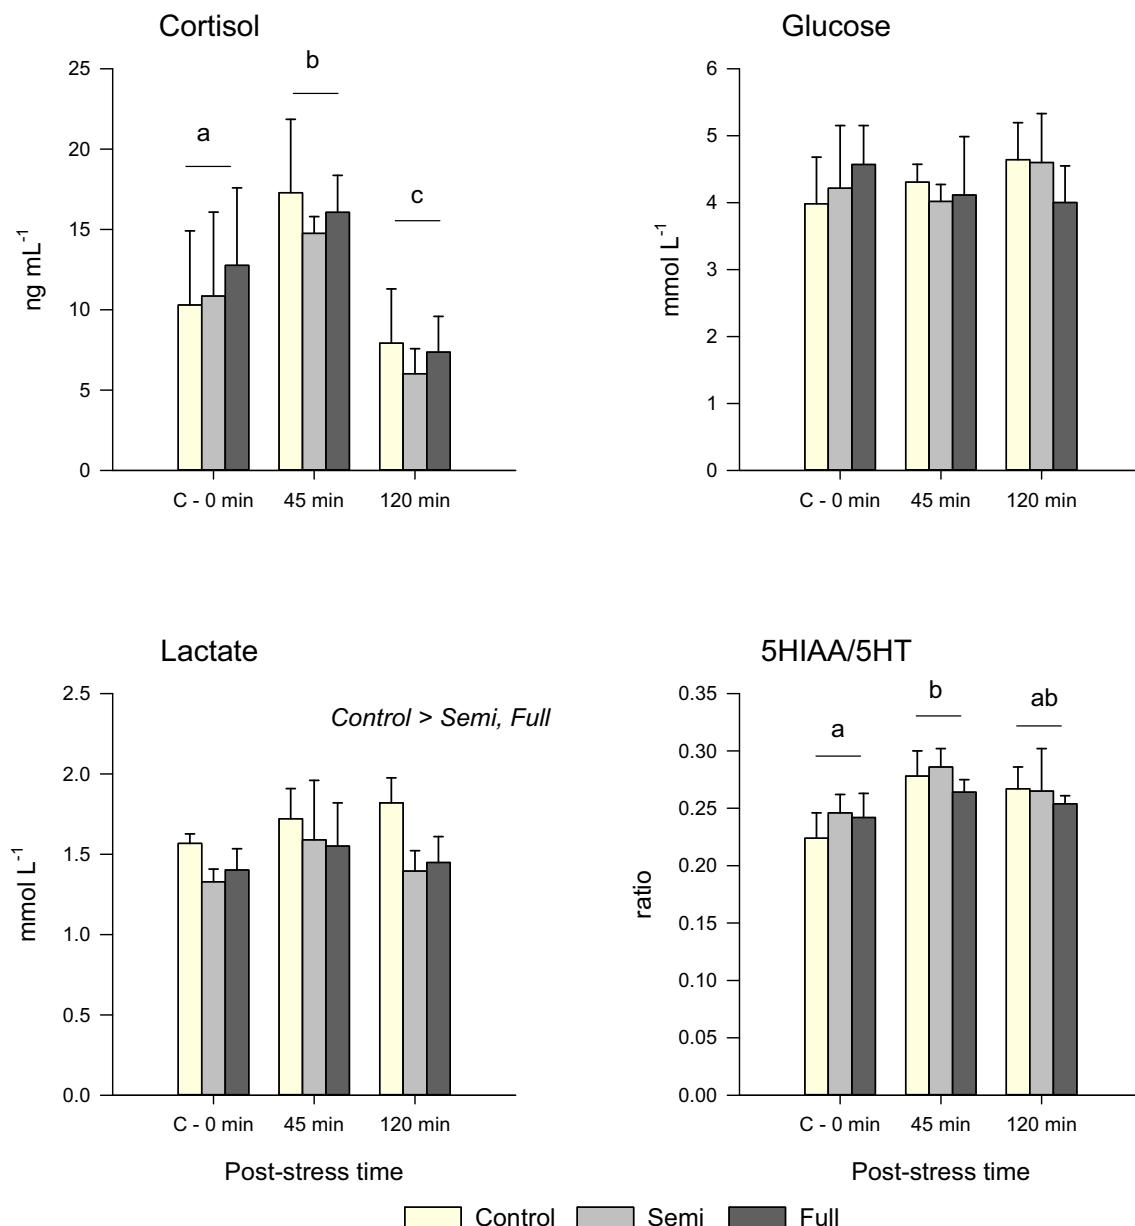 Cortisol
25
20
15
10
5
0
ng mL-1
a
b
c
C - 0 min 45 min 120 min
Glucose
6
5
4
3
2
1
0
mmol L-1
C - 0 min 45 min 120 min
Lactate
2.5
2.0
1.5
1.0
0.5
0.0
mmol L-1
Control > Semi, Full
C - 0 min 45 min 120 min
Post-stress time
5HIAA/5HT
0.35
0.30
0.25
0.20
0.15
0.10
0.05
0.00
ratio
a
b
ab
C - 0 min 45 min 120 min
Post-stress time
Control Semi Full